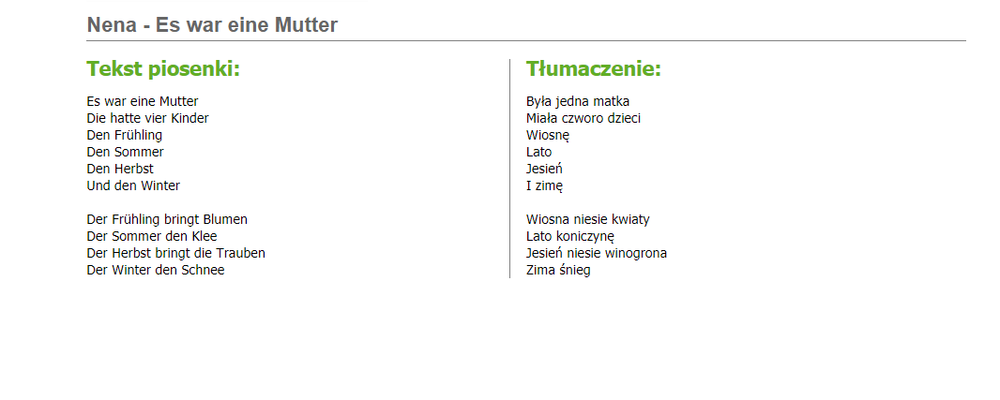 Nena - Es war eine Mutter
Tekst piosenki:
Es war eine Mutter
Die hatte vier Kinder
Den Frühling
Den Sommer
Den Herbst
Und den Winter
Der Frühling bringt Blumen
Der Sommer den Klee
Der Herbst bringt die Trauben
Der Winter den Schnee
Tłumaczenie:
Była jedna matka
Miała czworo dzieci
Wiosnę
Lato
Jesień
I zimę
Wiosna niesie kwiaty
Lato koniczynę
Jesień niesie winogrona
Zima śnieg